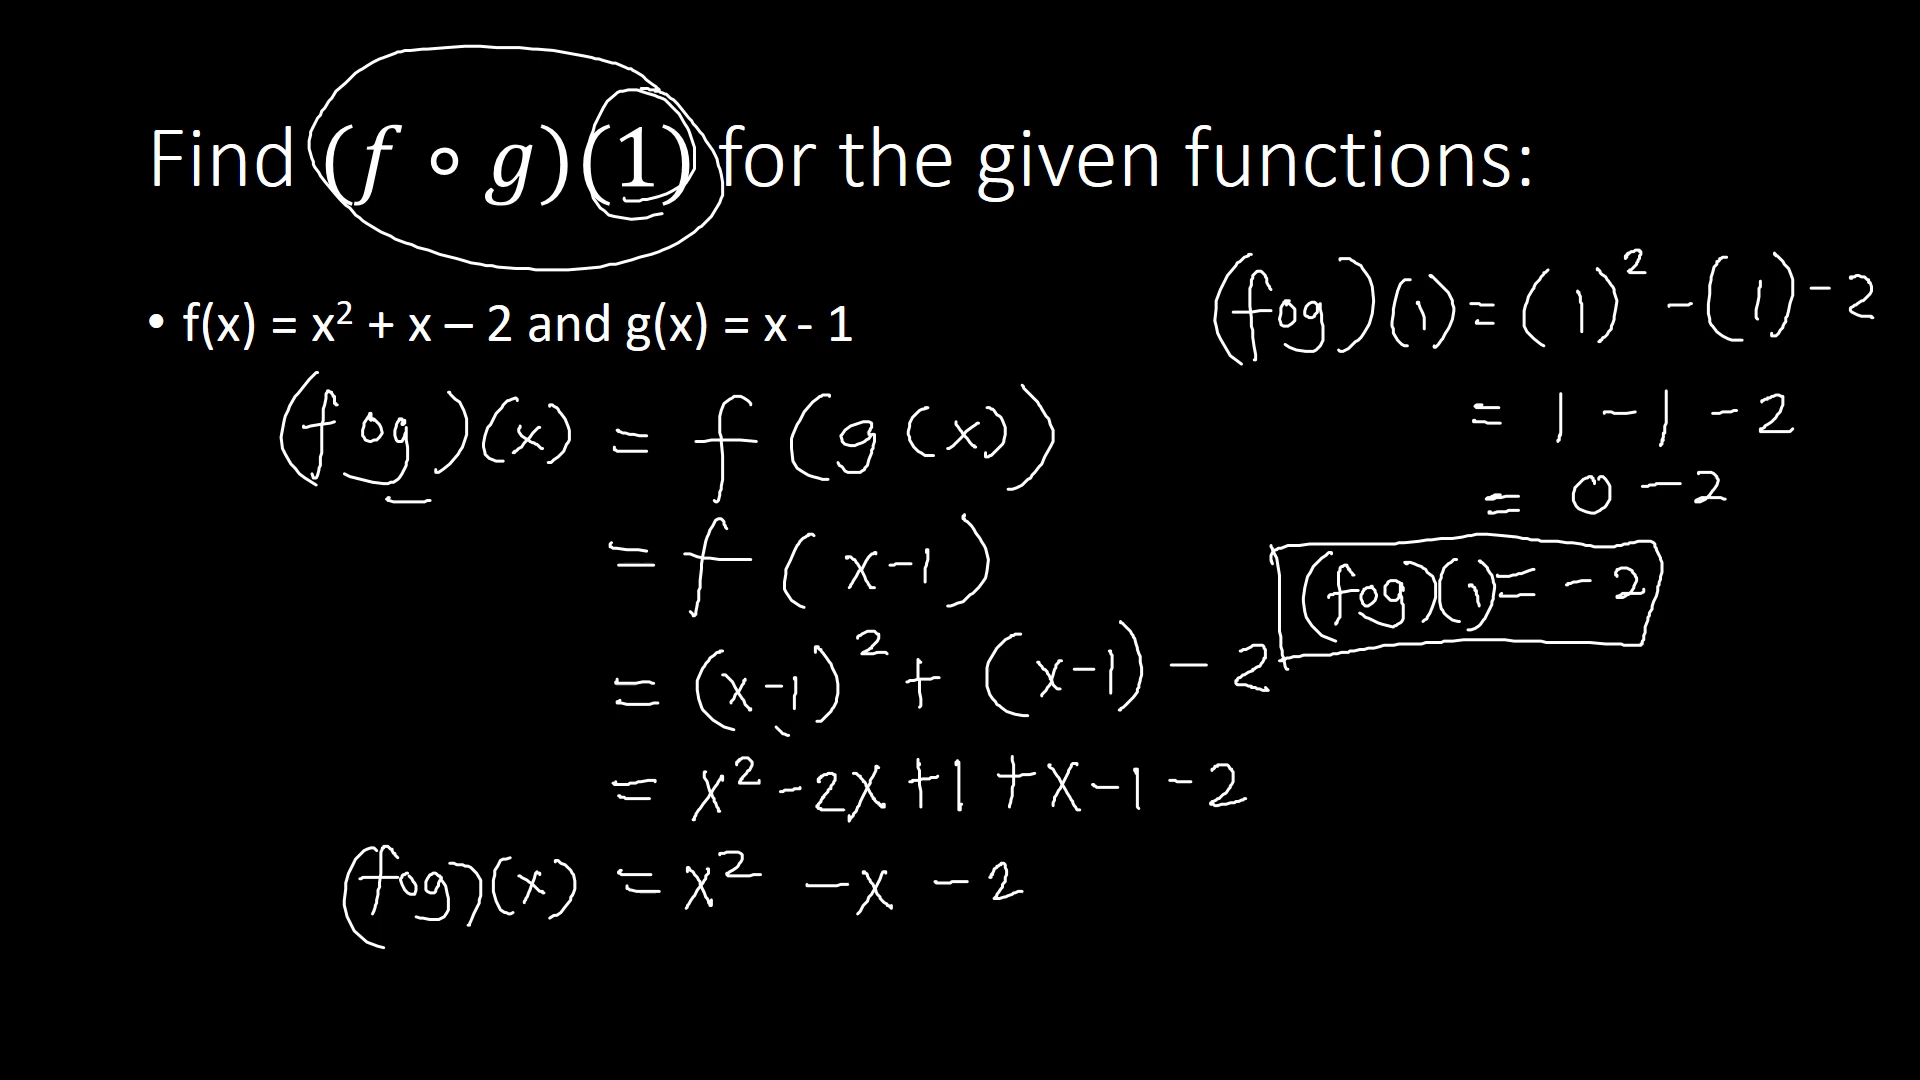 Find (f ∘ g)(1) for the given functions:
• f(x) = x² + x – 2 and g(x) = x - 1
(fog)(x) = f(g(x))
= f(x-1)
= (x-1)² + (x-1) - 2
= x² - 2x + 1 + x - 1 - 2
(fog)(x) = x² - x - 2
(fog)(1) = (1)² - (1) - 2
= 1 - 1 - 2
= 0 - 2
(fog)(1) = - 2